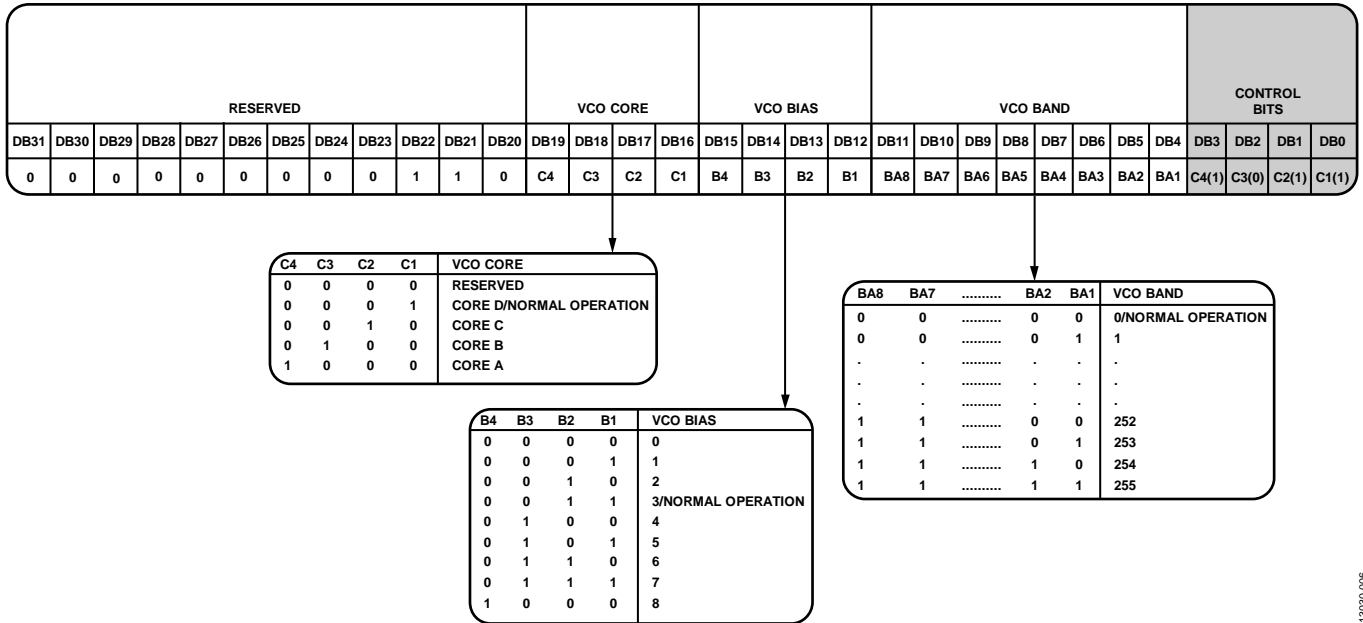 RESERVED VCO CORE VCO BIAS VCO BAND CONTROL BITS
DB31 DB30 DB29 DB28 DB27 DB26 DB25 DB24 DB23 DB22 DB21 DB20 DB19 DB18 DB17 DB16 DB15 DB14 DB13 DB12 DB11 DB10 DB9 DB8 DB7 DB6 DB5 DB4 DB3 DB2 DB1 DB0
0 0 0 0 0 0 0 0 0 1 1 0 C4 C3 C2 C1 B4 B3 B2 B1 BA8 BA7 BA6 BA5 BA4 BA3 BA2 BA1 C4(1) C3(0) C2(1) C1(1)
C4 C3 C2 C1 VCO CORE
0 0 0 0 RESERVED
0 0 0 1 CORE D/NORMAL OPERATION
0 0 1 0 CORE C
0 1 0 0 CORE B
1 0 0 0 CORE A
BA8 BA7 .......... BA2 BA1 VCO BAND
0 0 .......... 0 0 0/NORMAL OPERATION
0 0 .......... 0 1 1
. . .......... . . .
. . .......... . . .
. . .......... . . .
1 1 .......... 0 0 252
1 1 .......... 0 1 253
1 1 .......... 1 0 254
1 1 .......... 1 1 255
B4 B3 B2 B1 VCO BIAS
0 0 0 0 0
0 0 0 1 1
0 0 1 0 2
0 0 1 1 3/NORMAL OPERATION
0 1 0 0 4
0 1 0 1 5
0 1 1 0 6
0 1 1 1 7
1 0 0 0 8